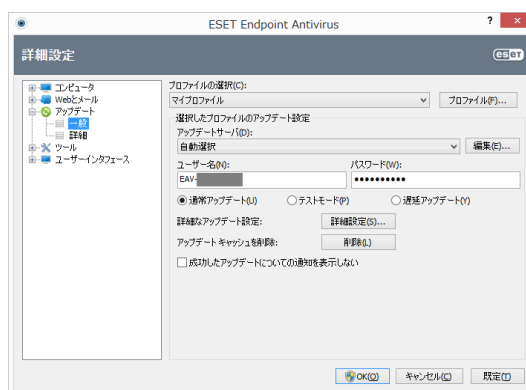 ESET Endpoint Antivirus
?
×
詳細設定
eset
コンピュータ
Webとメール
アップデート
一般
詳細
ツール
ユーザーインタフェース
プロファイルの選択(C):
マイプロファイル
プロファイル(F)...
選択したプロファイルのアップデート設定
アップデートサーバ(D):
自動選択
編集(E)...
ユーザー名(N):
パスワード(W):
EAV-
●●●●●●●●●●
通常アップデート(U)
テストモード(P)
遅延アップデート(Y)
詳細なアップデート設定:
詳細設定(S)...
アップデート キャッシュを削除:
削除(L)
成功したアップデートについての通知を表示しない
OK(O)
キャンセル(C)
既定(T)